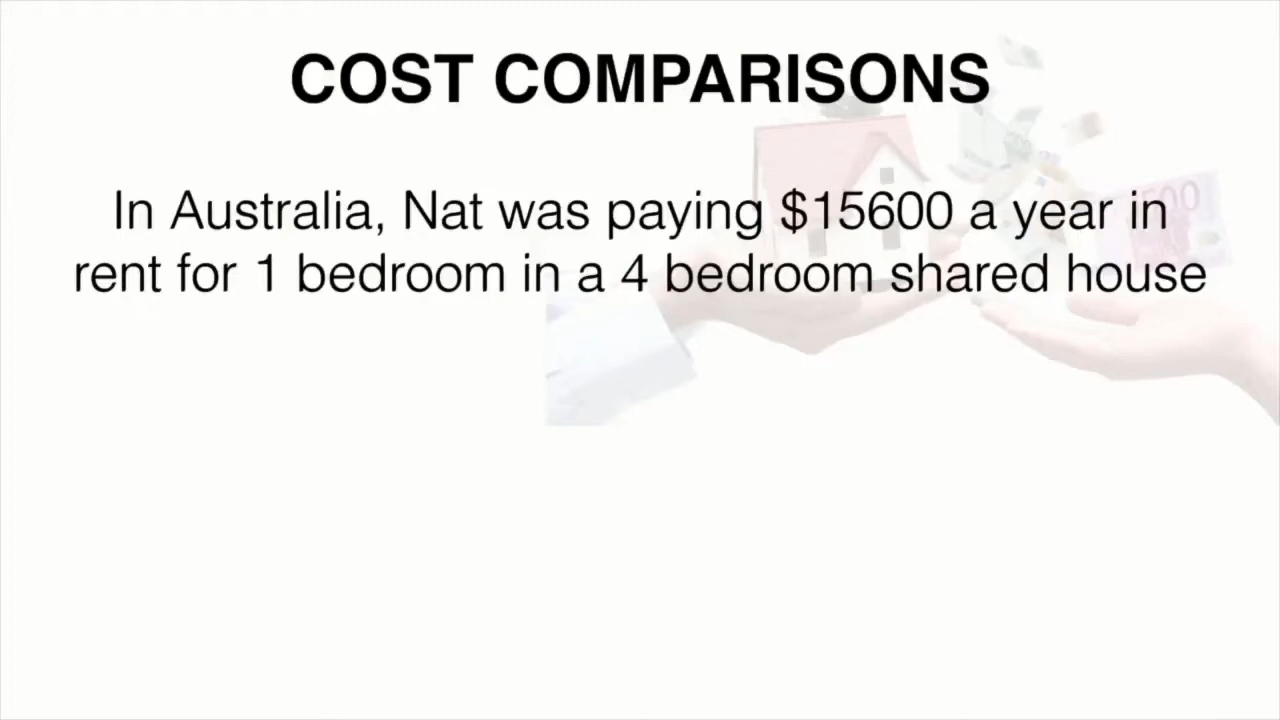 COST COMPARISONS
In Australia, Nat was paying $15600 a year in
rent for 1 bedroom in a 4 bedroom shared house